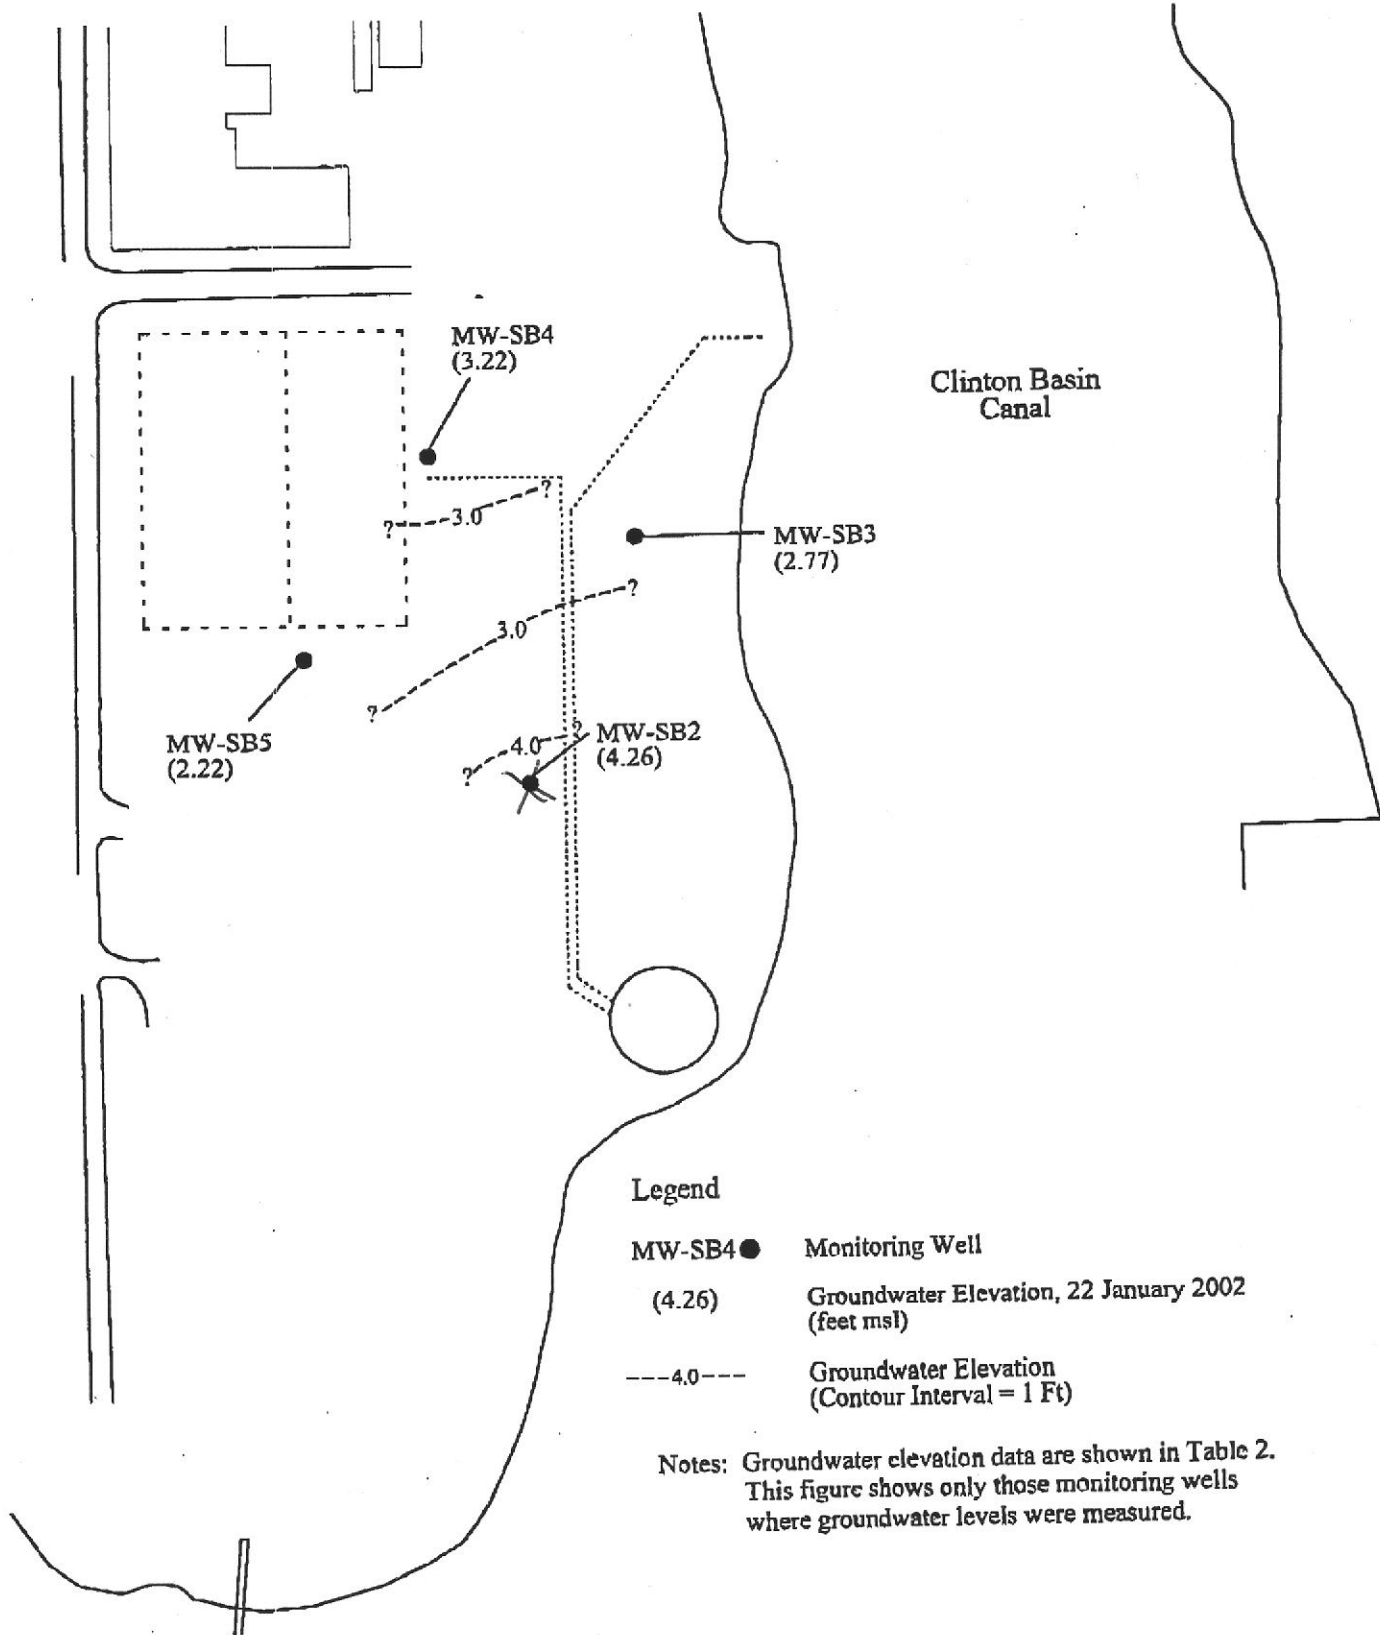 MW-SB4
(3.22)
Clinton Basin
Canal
?
?
3.0
MW-SB3
(2.77)
?
3.0
?
MW-SB5
(2.22)
?
4.0
?
MW-SB2
(4.26)
Legend
MW-SB4
Monitoring Well
(4.26)
Groundwater Elevation, 22 January 2002
(feet msl)
---4.0---
Groundwater Elevation
(Contour Interval = 1 Ft)
Notes: Groundwater elevation data are shown in Table 2.
This figure shows only those monitoring wells
where groundwater levels were measured.